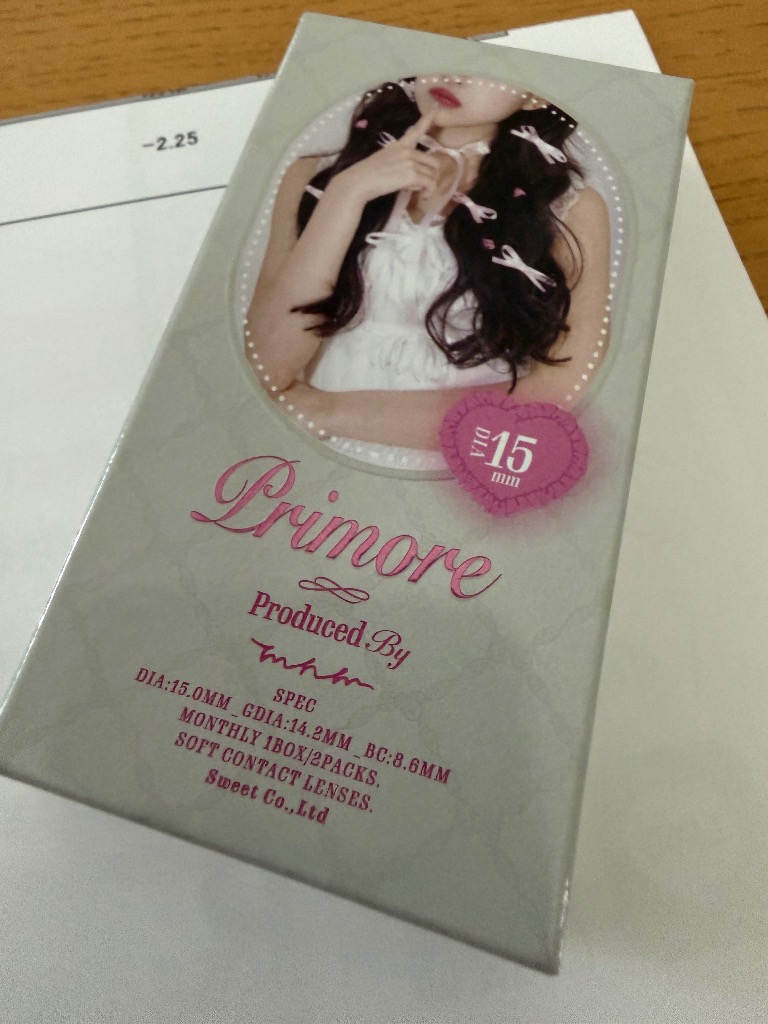 -2.25
DIA 15
mm
Primore
Produced By
SPEC
DIA:15.0MM_GDIA:14.2MM_BC:8.6MM
MONTHLY 1BOX/2PACKS.
SOFT CONTACT LENSES.
Sweet Co.,Ltd